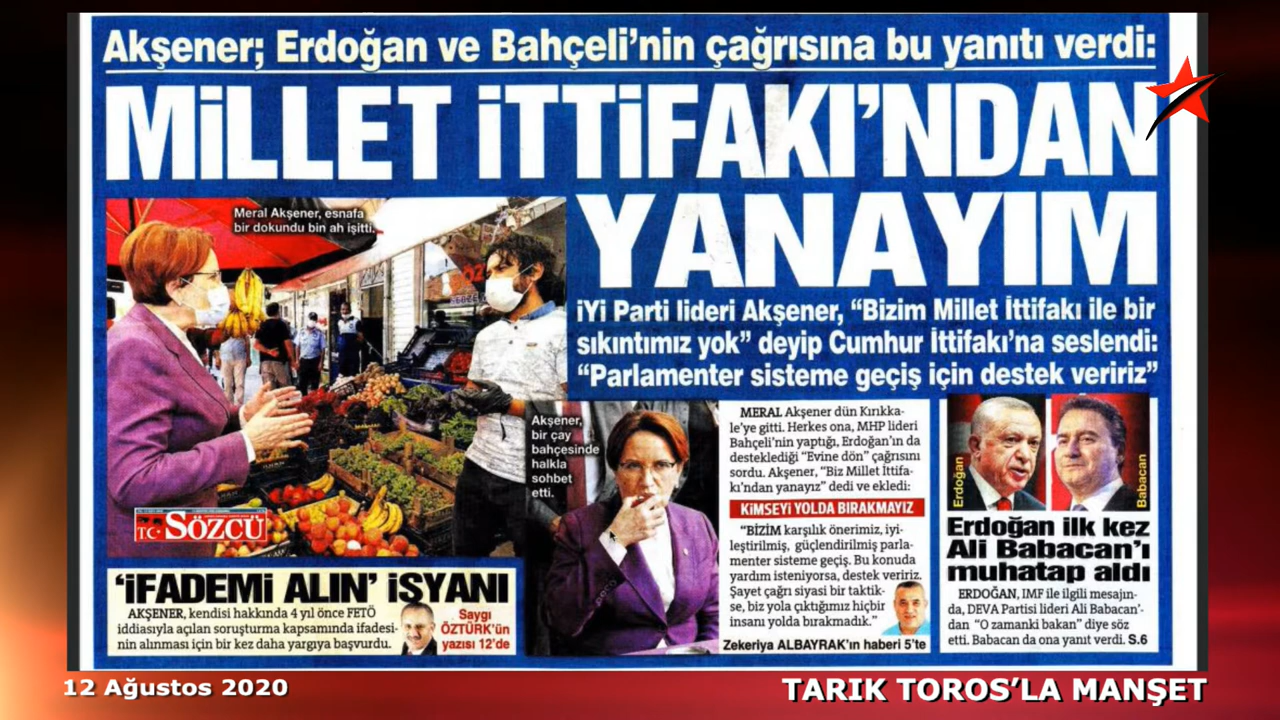 Akşener; Erdoğan ve Bahçeli’nin çağrısına bu yanıtı verdi:
MiLLET iTTiFAKI’NDAN
YANAYIM
Meral Akşener, esnafa
bir dokundu bin ah işitti.
iYi Parti lideri Akşener, “Bizim Millet İttifakı ile bir
sıkıntımız yok” deyip Cumhur İttifakı’na seslendi:
“Parlamenter sisteme geçiş için destek veririz”
T.C. SÖZCÜ
Akşener,
bir çay
bahçesinde
halkla
sohbet
etti.
MERAL Akşener dün Kırıkka-
le’ye gitti. Herkes ona, MHP lideri
Bahçeli’nin yaptığı, Erdoğan’ın da
desteklediği “Evine dön” çağrısını
sordu. Akşener, “Biz Millet İttifa-
kı’ndan yanayız” dedi ve ekledi:
KiMSEYi YOLDA BIRAKMAYIZ
“BİZİM karşılık önerimiz, iyi-
leştirilmiş, güçlendirilmiş parla-
menter sisteme geçiş. Bu konuda
yardım isteniyorsa, destek veririz.
Şayet çağrı siyasi bir taktik-
se, biz yola çıktığımız hiçbir
insanı yolda bırakmadık.”
Zekeriya ALBAYRAK’ın haberi 5’te
Erdoğan
Babacan
Erdoğan ilk kez
Ali Babacan’ı
muhatap aldı
ERDOĞAN, IMF ile ilgili mesajın-
da, DEVA Partisi lideri Ali Babacan’-
dan “O zamanki bakan” diye söz
etti. Babacan da ona yanıt verdi. S.6
‘iFADEMi ALIN’ iSYANI
AKŞENER, kendisi hakkında 4 yıl önce FETÖ
iddiasıyla açılan soruşturma kapsamında ifadesi-
nin alınması için bir kez daha yargıya başvurdu.
Saygı
ÖZTÜRK’ün
yazısı 12’de
12 Ağustos 2020
TARIK TOROS’LA MANŞET